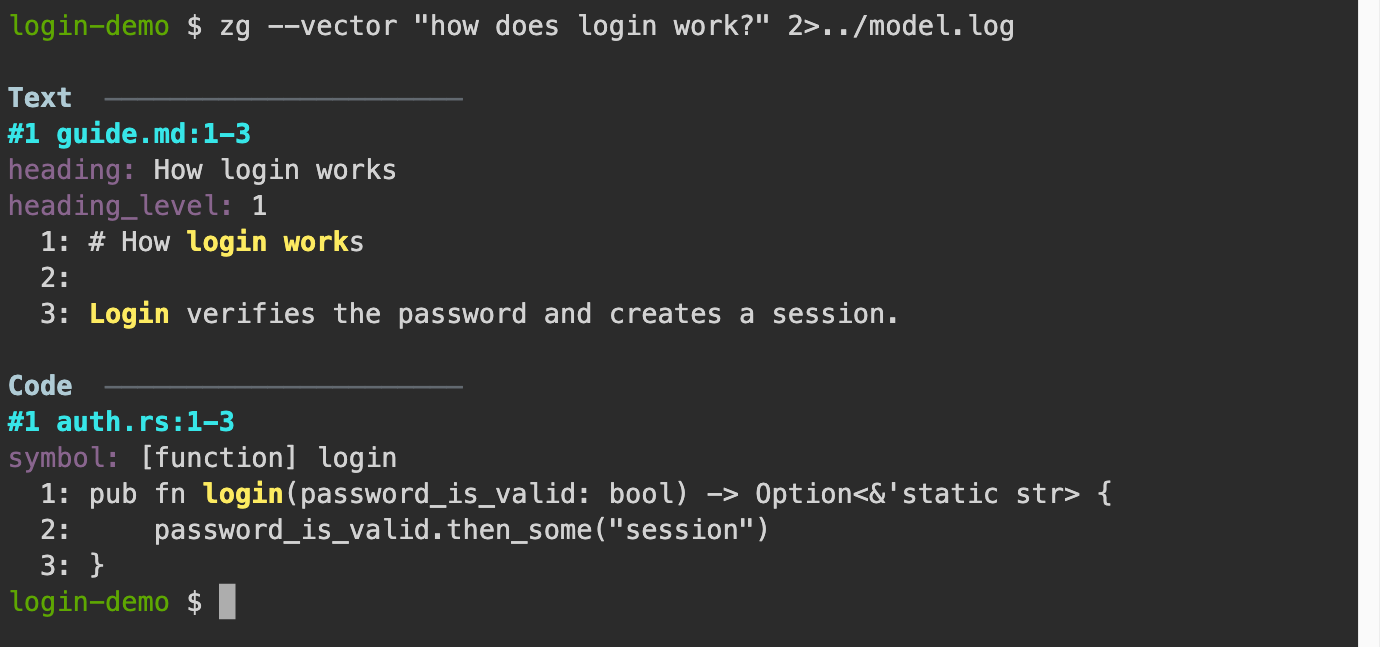 login-demo $ zg --vector "how does login work?" 2>../model.log
Text
#1 guide.md:1-3
heading: How login works
heading_level: 1
1: # How login works
2:
3: Login verifies the password and creates a session.
Code
#1 auth.rs:1-3
symbol: [function] login
1: pub fn login(password_is_valid: bool) -> Option<&'static str> {
2:     password_is_valid.then_some("session")
3: }
login-demo $